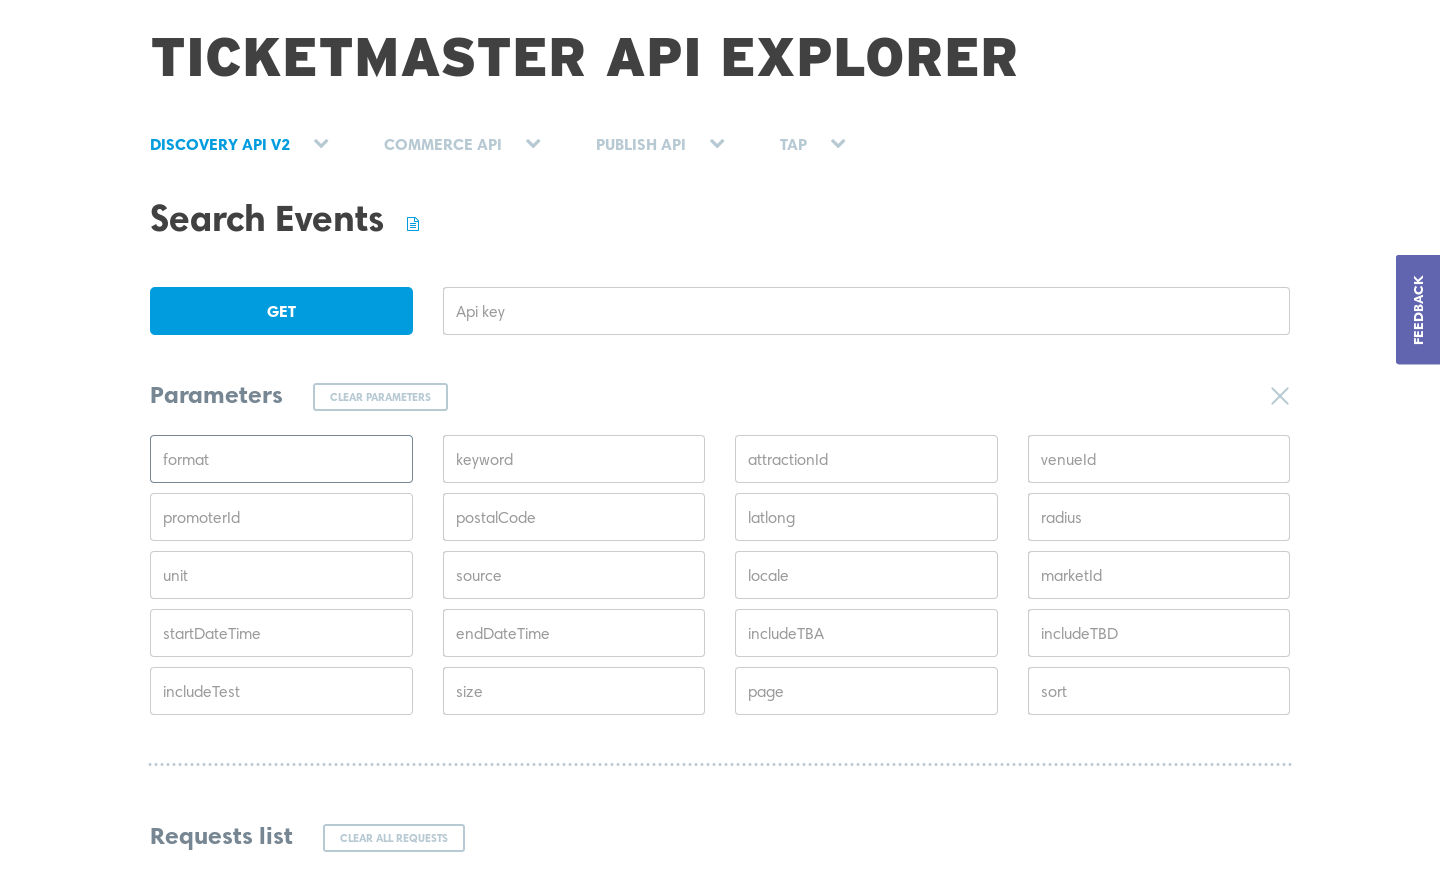 TICKETMASTER API EXPLORER
DISCOVERY API V2 COMMERCE API PUBLISH API TAP
Search Events
GET Api key
FEEDBACK
Parameters CLEAR PARAMETERS
format keyword attractionId venueId
promoterId postalCode latlong radius
unit source locale marketId
startDateTime endDateTime includeTBA includeTBD
includeTest size page sort
Requests list CLEAR ALL REQUESTS